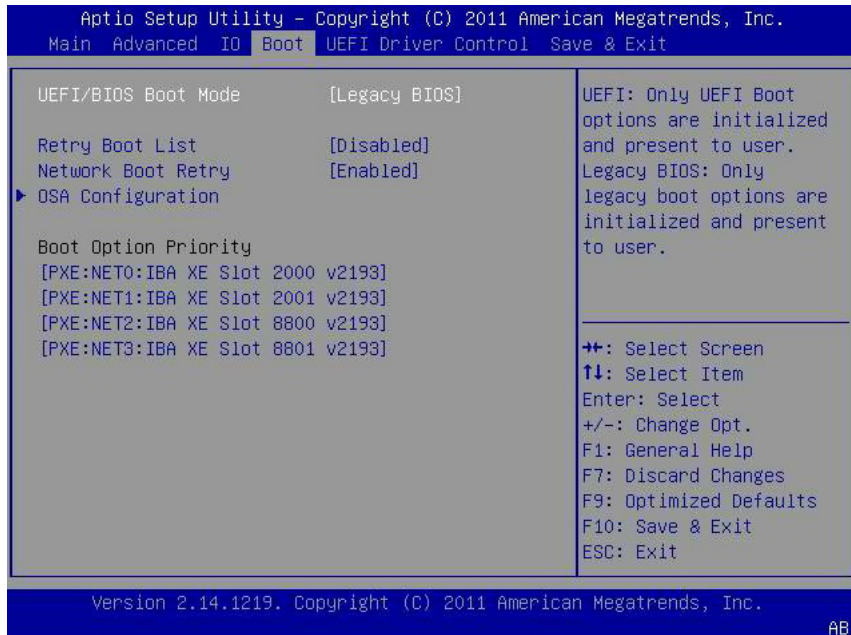 Aptio Setup Utility – Copyright (C) 2011 American Megatrends, Inc.
Main Advanced IO Boot UEFI Driver Control Save & Exit
UEFI/BIOS Boot Mode [Legacy BIOS]
Retry Boot List [Disabled]
Network Boot Retry [Enabled]
▶ OSA Configuration
Boot Option Priority
[PXE:NET0:IBA XE Slot 2000 v2193]
[PXE:NET1:IBA XE Slot 2001 v2193]
[PXE:NET2:IBA XE Slot 8800 v2193]
[PXE:NET3:IBA XE Slot 8801 v2193]
UEFI: Only UEFI Boot
options are initialized
and present to user.
Legacy BIOS: Only
legacy boot options are
initialized and present
to user.
→←: Select Screen
↑↓: Select Item
Enter: Select
+/-: Change Opt.
F1: General Help
F7: Discard Changes
F9: Optimized Defaults
F10: Save & Exit
ESC: Exit
Version 2.14.1219. Copyright (C) 2011 American Megatrends, Inc.
AB